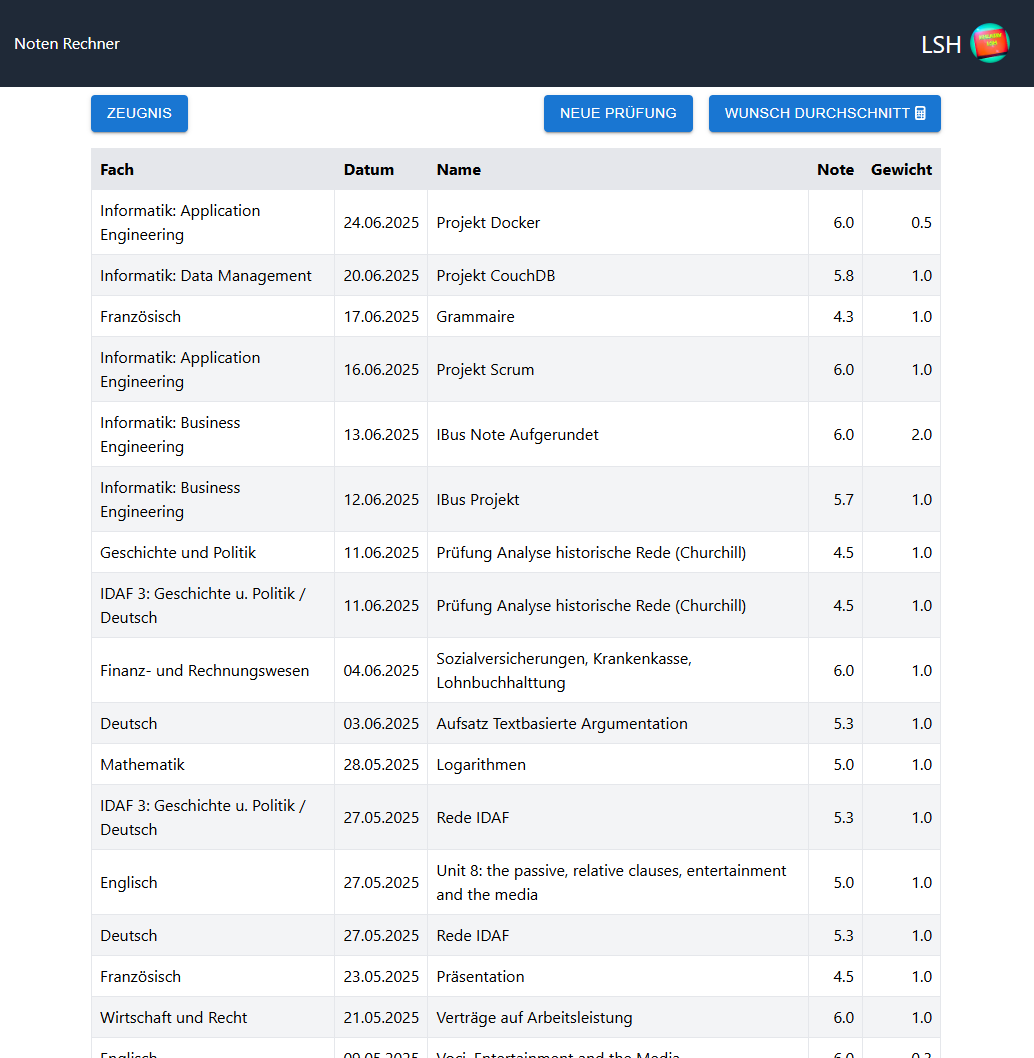 Noten Rechner
LSH
ZEUGNIS
NEUE PRÜFUNG
WUNSCH DURCHSCHNITT
Fach Datum Name Note Gewicht
Informatik: Application
Engineering
24.06.2025 Projekt Docker 6.0 0.5
Informatik: Data Management 20.06.2025 Projekt CouchDB 5.8 1.0
Französisch 17.06.2025 Grammaire 4.3 1.0
Informatik: Application
Engineering
16.06.2025 Projekt Scrum 6.0 1.0
Informatik: Business
Engineering
13.06.2025 IBus Note Aufgerundet 6.0 2.0
Informatik: Business
Engineering
12.06.2025 IBus Projekt 5.7 1.0
Geschichte und Politik 11.06.2025 Prüfung Analyse historische Rede (Churchill) 4.5 1.0
IDAF 3: Geschichte u. Politik /
Deutsch
11.06.2025 Prüfung Analyse historische Rede (Churchill) 4.5 1.0
Finanz- und Rechnungswesen 04.06.2025 Sozialversicherungen, Krankenkasse,
Lohnbuchhalttung
6.0 1.0
Deutsch 03.06.2025 Aufsatz Textbasierte Argumentation 5.3 1.0
Mathematik 28.05.2025 Logarithmen 5.0 1.0
IDAF 3: Geschichte u. Politik /
Deutsch
27.05.2025 Rede IDAF 5.3 1.0
Englisch 27.05.2025 Unit 8: the passive, relative clauses, entertainment
and the media
5.0 1.0
Deutsch 27.05.2025 Rede IDAF 5.3 1.0
Französisch 23.05.2025 Präsentation 4.5 1.0
Wirtschaft und Recht 21.05.2025 Verträge auf Arbeitsleistung 6.0 1.0
Englisch 09.05.2025 Voci, Entertainment and the Media 6.0